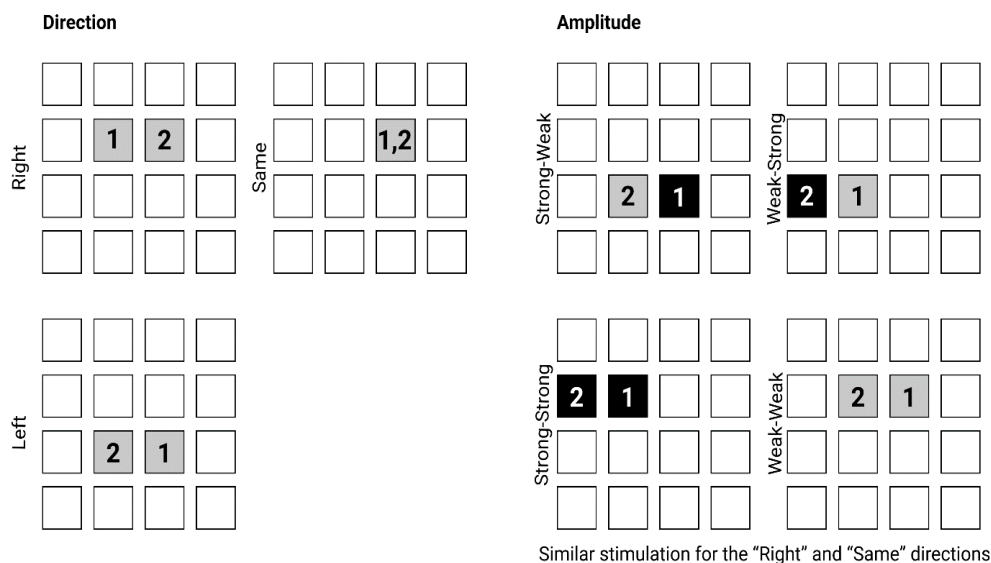 Direction
Right
1 2
Same
1,2
Left
2 1
Amplitude
Strong-Weak
2 1
Weak-Strong
2 1
Strong-Strong
2 1
Weak-Weak
2 1
Similar stimulation for the “Right” and “Same” directions